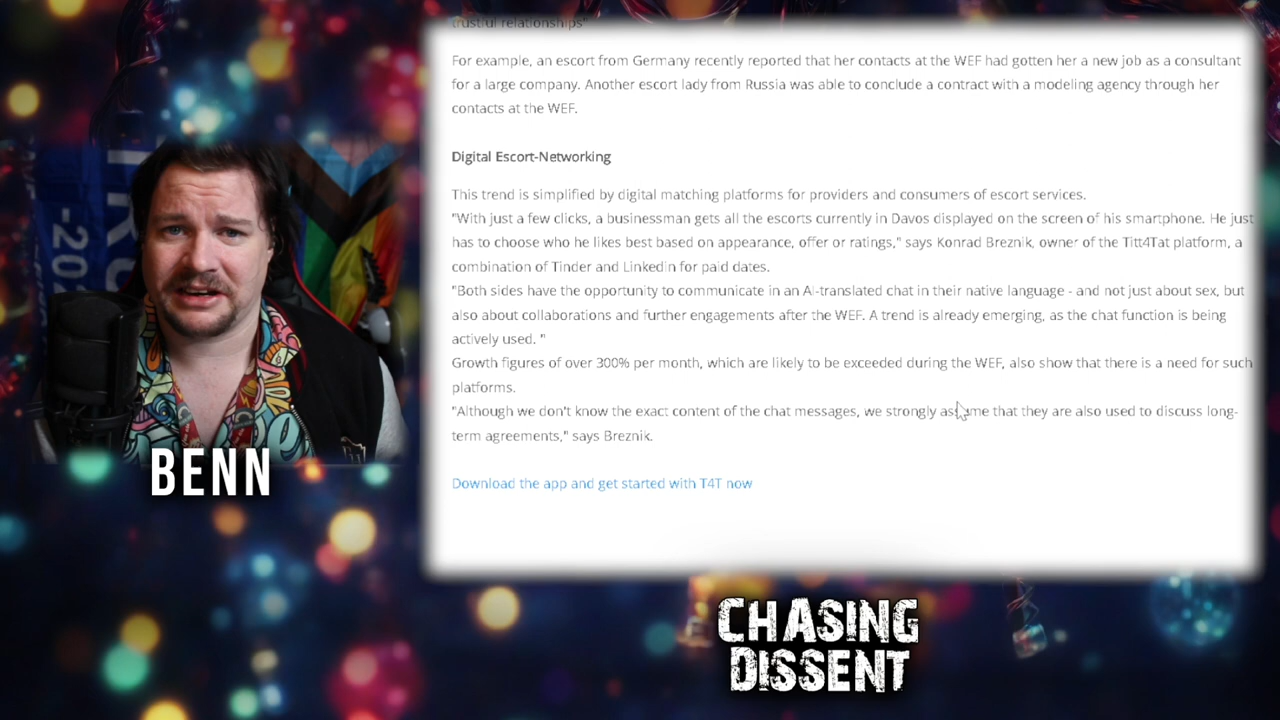 trustful relationships"
For example, an escort from Germany recently reported that her contacts at the WEF had gotten her a new job as a consultant
for a large company. Another escort lady from Russia was able to conclude a contract with a modeling agency through her
contacts at the WEF.
Digital Escort-Networking
This trend is simplified by digital matching platforms for providers and consumers of escort services.
"With just a few clicks, a businessman gets all the escorts currently in Davos displayed on the screen of his smartphone. He just
has to choose who he likes best based on appearance, offer or ratings," says Konrad Breznik, owner of the Titt4Tat platform, a
combination of Tinder and Linkedin for paid dates.
"Both sides have the opportunity to communicate in an AI-translated chat in their native language - and not just about sex, but
also about collaborations and further engagements after the WEF. A trend is already emerging, as the chat function is being
actively used. "
Growth figures of over 300% per month, which are likely to be exceeded during the WEF, also show that there is a need for such
platforms.
"Although we don't know the exact content of the chat messages, we strongly assume that they are also used to discuss long-
term agreements," says Breznik.
Download the app and get started with T4T now
BENN
CHASING
DISSENT